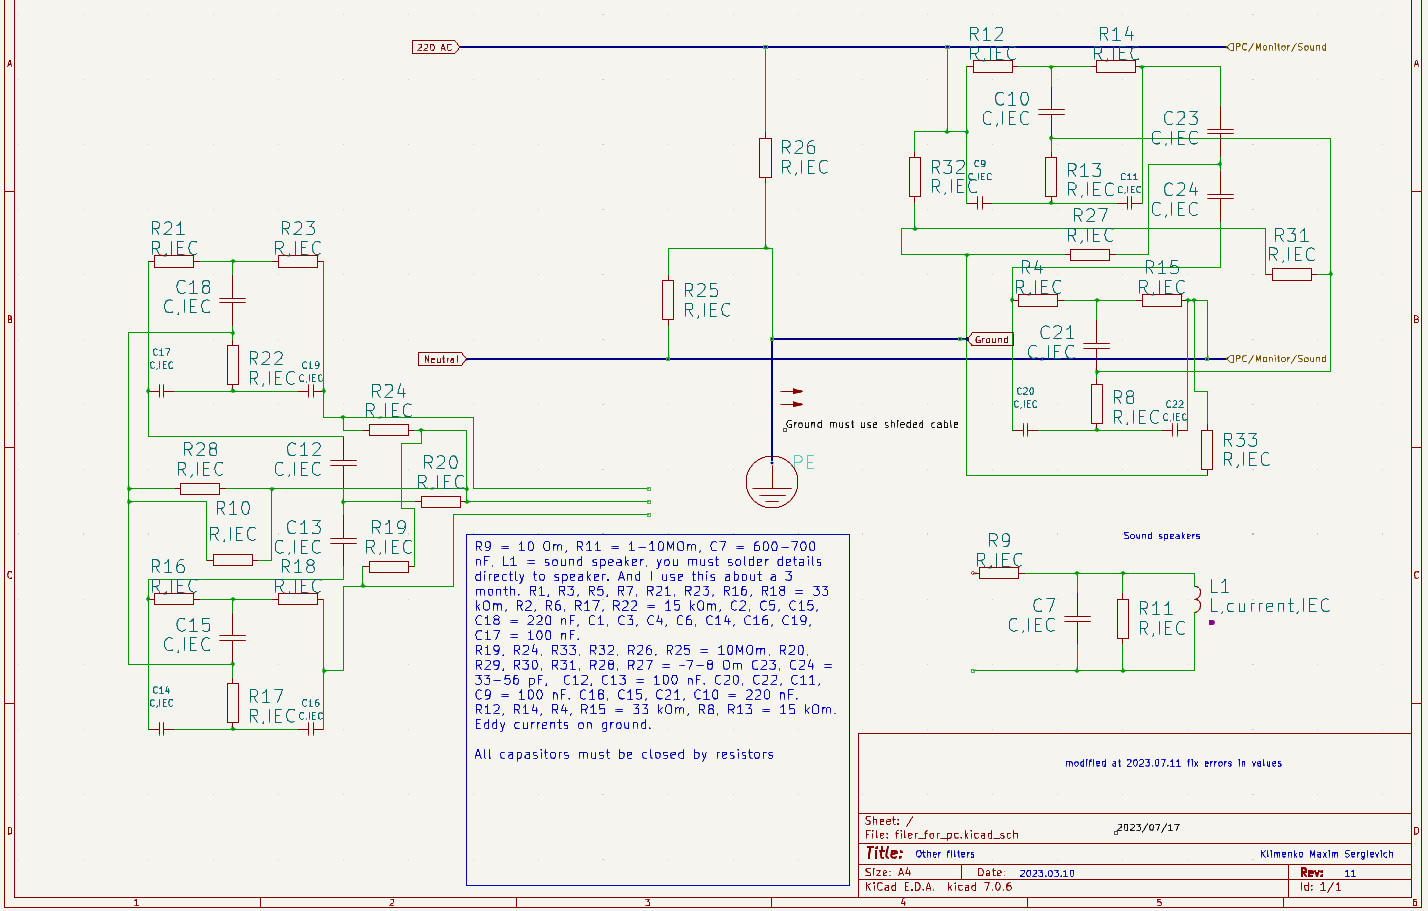 220 AC
R12
R,IEC
R14
R,IEC
PC/Monitor/Sound
A
A
C10
C,IEC
C23
C,IEC
R26
R,IEC
R32
R,IEC
C9
C,IEC
R13
R,IEC
C11
C,IEC
C24
C,IEC
R27
R,IEC
R21
R,IEC
R23
R,IEC
R31
R,IEC
R4
R,IEC
R15
R,IEC
C18
C,IEC
R25
R,IEC
B
B
C21
C,IEC
Ground
Neutral
PC/Monitor/Sound
C17
C,IEC
R22
R,IEC
C19
C,IEC
R24
R,IEC
C20
C,IEC
R8
R,IEC
C22
C,IEC
Ground must use shieded cable
R33
R,IEC
R28
R,IEC
C12
C,IEC
R20
R,IEC
PE
R10
R,IEC
C13
C,IEC
R19
R,IEC
Sound speakers
R9
R,IEC
R16
R,IEC
R18
R,IEC
C
C
C7
C,IEC
R11
R,IEC
L1
L,current,IEC
C15
C,IEC
C14
C,IEC
R17
R,IEC
C16
C,IEC
R9 = 10 Om, R11 = 1-10MOm, C7 = 600-700
nF, L1 = sound speaker, you must solder details
directly to speaker. And I use this about a 3
month. R1, R3, R5, R7, R21, R23, R16, R18 = 33
kOm, R2, R6, R17, R22 = 15 kOm, C2, C5, C15,
C18 = 220 nF, C1, C3, C4, C6, C14, C16, C19,
C17 = 100 nF.
R19, R24, R33, R32, R26, R25 = 10MOm, R20,
R29, R30, R31, R28, R27 = -7-8 Om C23, C24 =
33-56 pF, C12, C13 = 100 nF. C20, C22, C11,
C9 = 100 nF. C18, C15, C21, C10 = 220 nF.
R12, R14, R4, R15 = 33 kOm, R8, R13 = 15 kOm.
Eddy currents on ground.
All capasitors must be closed by resistors
modified at 2023.07.11 fix errors in values
D
D
Sheet: /
File: filer_for_pc.kicad_sch
2023/07/17
Title: Other filters
Klimenko Maxim Sergievich
Size: A4
Date: 2023.03.10
Rev: 11
KiCad E.D.A. kicad 7.0.6
Id: 1/1
1
2
3
4
5
6